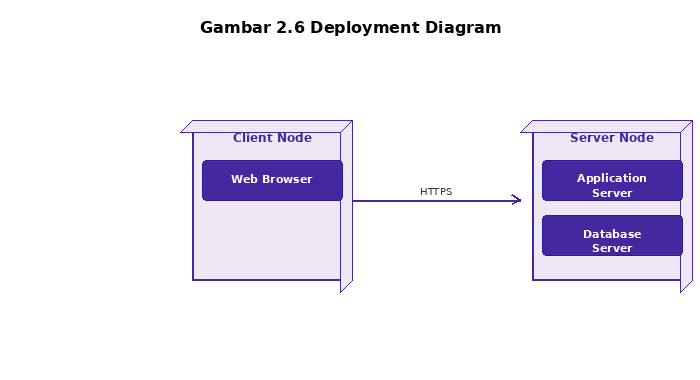 Gambar 2.6 Deployment Diagram
Client Node
Web Browser
HTTPS
Server Node
Application
Server
Database
Server